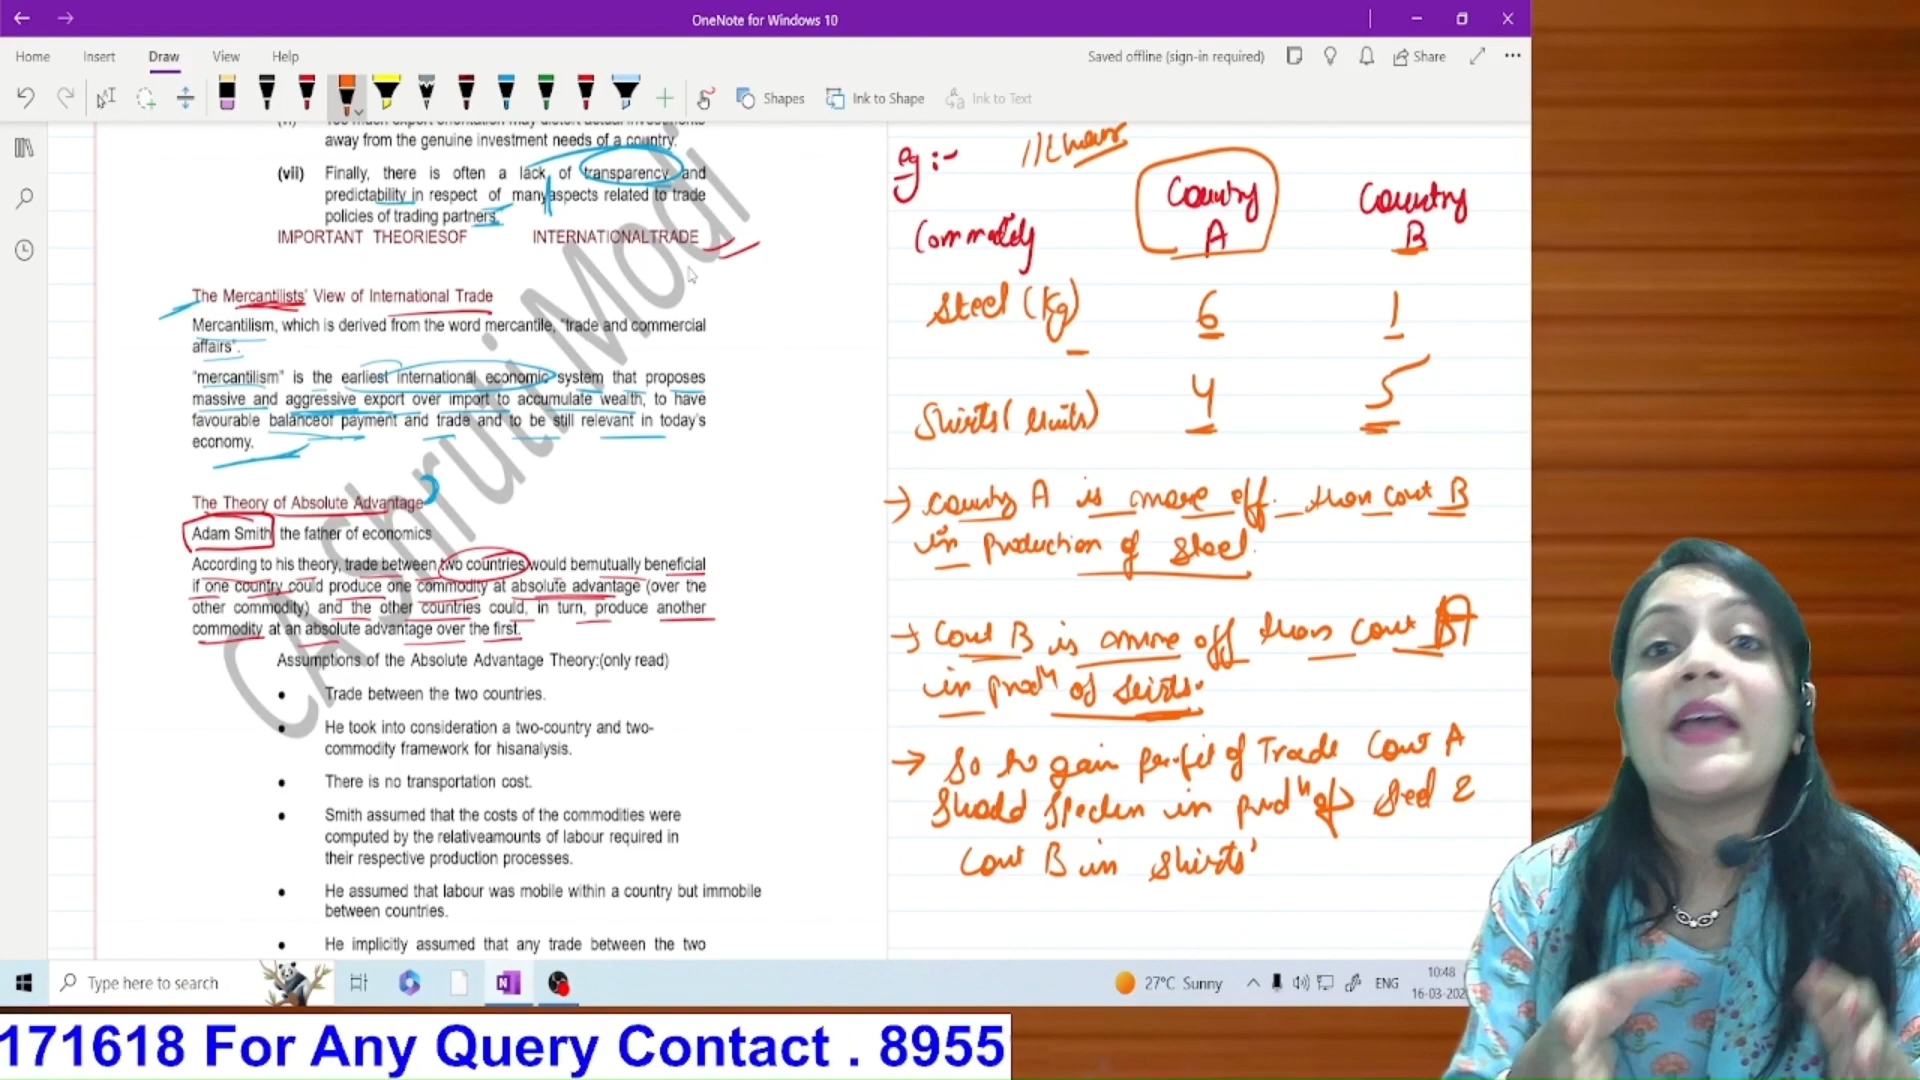 OneNote for Windows 10
Home Insert Draw View Help
Saved offline (sign-in required) Share
Shapes Ink to Shape Ink to Text
away from the genuine investment needs of a country.
(vii) Finally, there is often a lack of transparency and
predictability in respect of many aspects related to trade
policies of trading partners.
IMPORTANT THEORIESOF INTERNATIONALTRADE
The Mercantilists' View of International Trade
Mercantilism, which is derived from the word mercantile, "trade and commercial
affairs".
"mercantilism" is the earliest international economic system that proposes
massive and aggressive export over import to accumulate wealth, to have
favourable balanceof payment and trade and to be still relevant in today's
economy.
The Theory of Absolute Advantage
Adam Smith the father of economics
According to his theory, trade between two countries would bemutually beneficial
if one country could produce one commodity at absolute advantage (over the
other commodity) and the other countries could, in turn, produce another
commodity at an absolute advantage over the first.
Assumptions of the Absolute Advantage Theory:(only read)
• Trade between the two countries.
• He took into consideration a two-country and two-
commodity framework for hisanalysis.
• There is no transportation cost.
• Smith assumed that the costs of the commodities were
computed by the relativeamounts of labour required in
their respective production processes.
• He assumed that labour was mobile within a country but immobile
between countries.
• He implicitly assumed that any trade between the two
CA Shruti Modi
eg:-
Country Country
A B
Steel (Kg) 6 1
Shirts (Units) 4 5
→ Country A is more eff. than Cout B
in production of Steel.
→ Cout B is more eff than Cout A
in prodⁿ of Shirts.
→ So to gain of Trade Cout A
in prodⁿ of Steel &
Cout B in Shirts'
Type here to search
27°C Sunny ENG 10:48
16-03-202
171618 For Any Query Contact . 8955